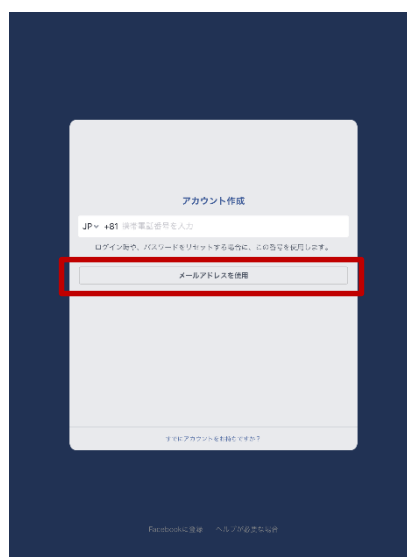 アカウント作成
JP +81 携帯電話番号を入力
ログイン時や、パスワードをリセットする場合に、この番号を使用します。
メールアドレスを使用
すでにアカウントをお持ちですか？
Facebookに登録 ヘルプが必要な場合